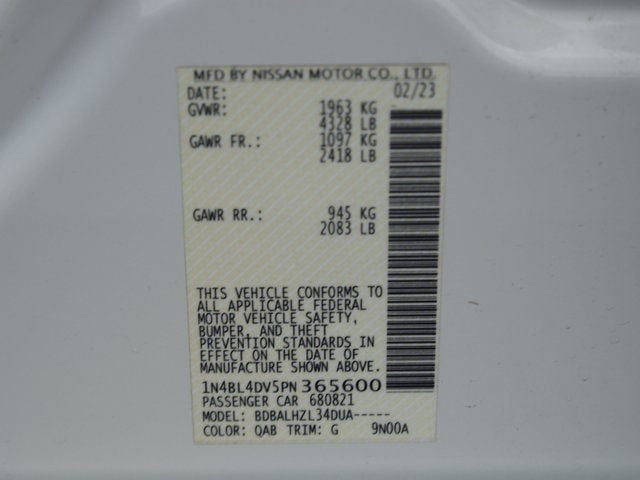 MFD BY NISSAN MOTOR CO., LTD.
DATE: 02/23
GVWR: 1963 KG
4328 LB
GAWR FR.: 1097 KG
2418 LB
GAWR RR.: 945 KG
2083 LB
THIS VEHICLE CONFORMS TO
ALL APPLICABLE FEDERAL
MOTOR VEHICLE SAFETY,
BUMPER, AND THEFT
PREVENTION STANDARDS IN
EFFECT ON THE DATE OF
MANUFACTURE SHOWN ABOVE.
1N4BL4DV5PN365600
PASSENGER CAR 680821
MODEL: BDBALHZL34DUA-----
COLOR: QAB TRIM: G 9N00A